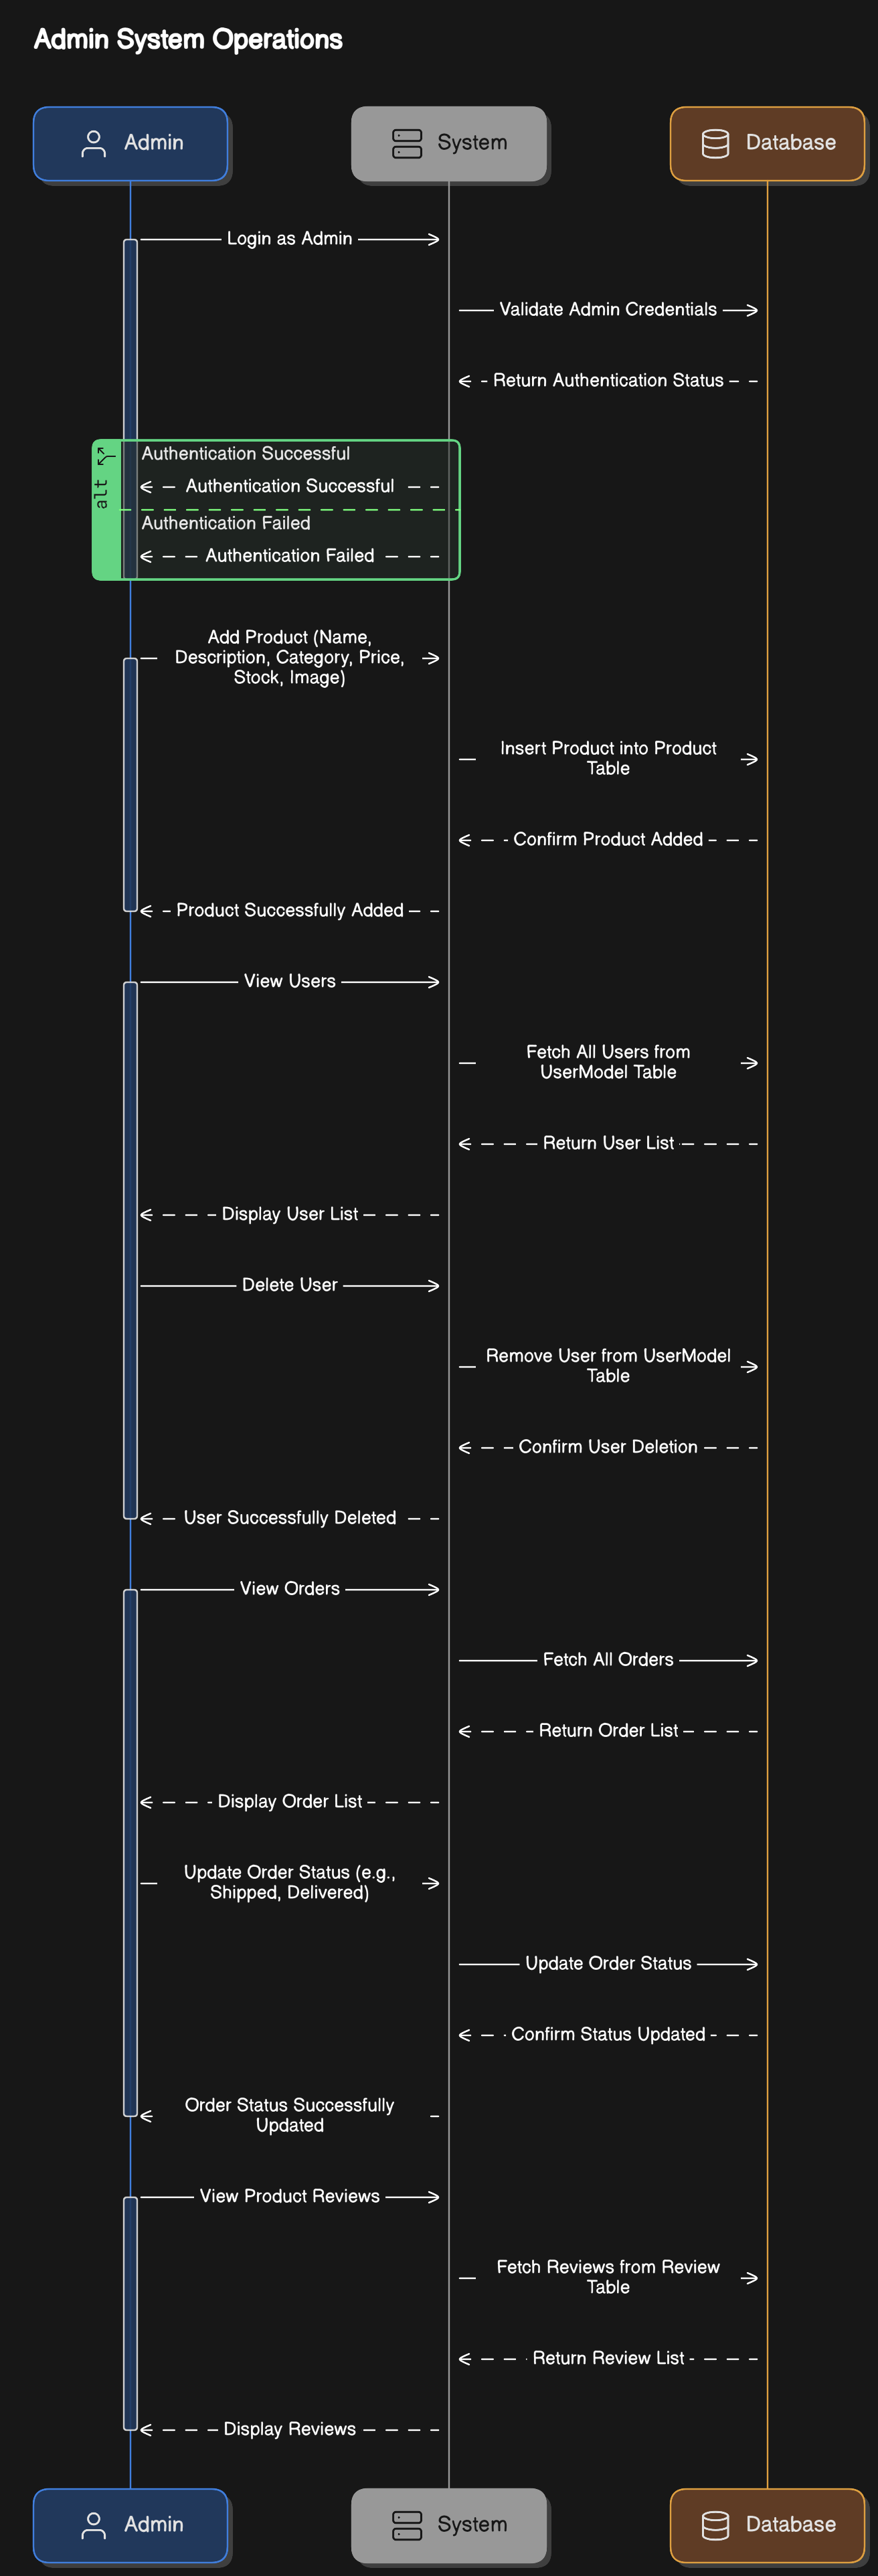 Admin System Operations
Admin
System
Database
Login as Admin
Validate Admin Credentials
Return Authentication Status
alt
Authentication Successful
Authentication Successful
Authentication Failed
Authentication Failed
Add Product (Name,
Description, Category, Price,
Stock, Image)
Insert Product into Product
Table
Confirm Product Added
Product Successfully Added
View Users
Fetch All Users from
UserModel Table
Return User List
Display User List
Delete User
Remove User from UserModel
Table
Confirm User Deletion
User Successfully Deleted
View Orders
Fetch All Orders
Return Order List
Display Order List
Update Order Status (e.g.,
Shipped, Delivered)
Update Order Status
Confirm Status Updated
Order Status Successfully
Updated
View Product Reviews
Fetch Reviews from Review
Table
Return Review List
Display Reviews
Admin
System
Database